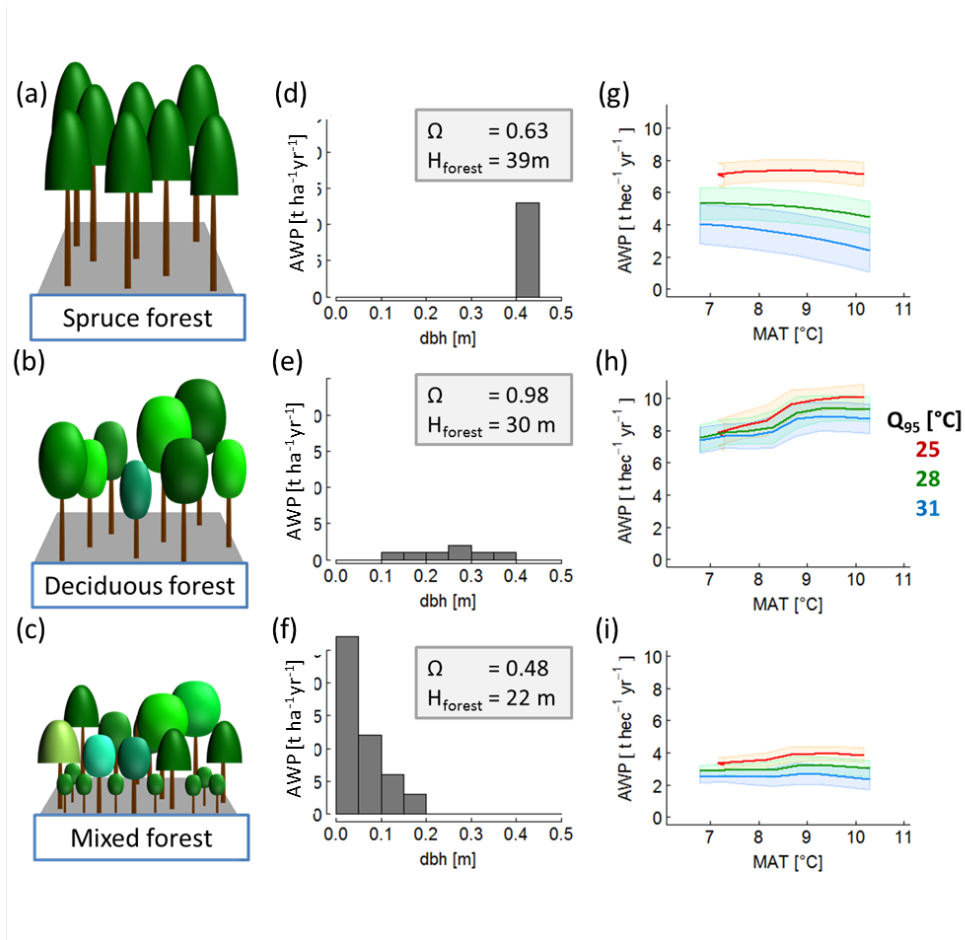 (a)
Spruce forest
(d)
AWP [t ha⁻¹yr⁻¹]
Ω = 0.63
H_forest = 39m
5
0
0.0 0.1 0.2 0.3 0.4 0.5
dbh [m]
(g)
AWP [ t hec⁻¹ yr⁻¹ ]
10
8
6
4
2
0
7 8 9 10 11
MAT [°C]
(b)
Deciduous forest
(e)
AWP [t ha⁻¹yr⁻¹]
Ω = 0.98
H_forest = 30 m
5
0
0.0 0.1 0.2 0.3 0.4 0.5
dbh [m]
(h)
AWP [ t hec⁻¹ yr⁻¹ ]
10
8
6
4
2
0
7 8 9 10 11
MAT [°C]
Q₉₅ [°C]
25
28
31
(c)
Mixed forest
(f)
AWP [t ha⁻¹yr⁻¹]
Ω = 0.48
H_forest = 22 m
5
0
0.0 0.1 0.2 0.3 0.4 0.5
dbh [m]
(i)
AWP [ t hec⁻¹ yr⁻¹ ]
10
8
6
4
2
0
7 8 9 10 11
MAT [°C]